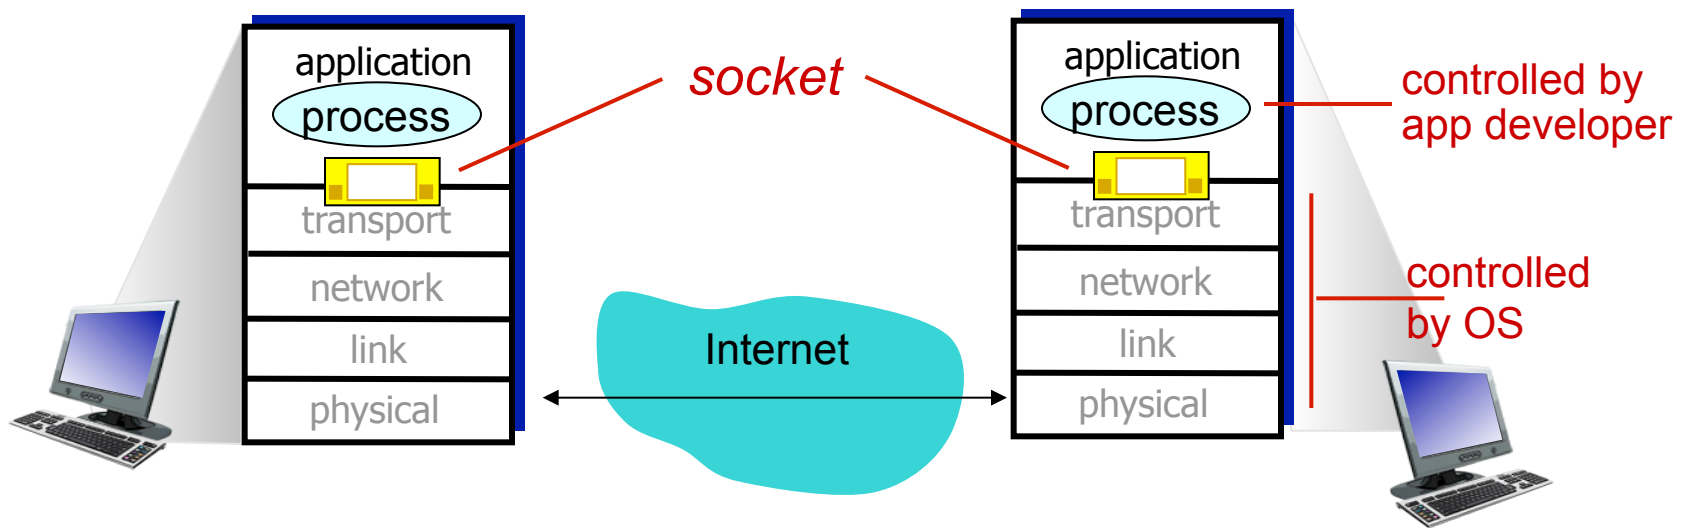 application
process
transport
network
link
physical
socket
Internet
application
process
transport
network
link
physical
controlled by
app developer
controlled
by OS